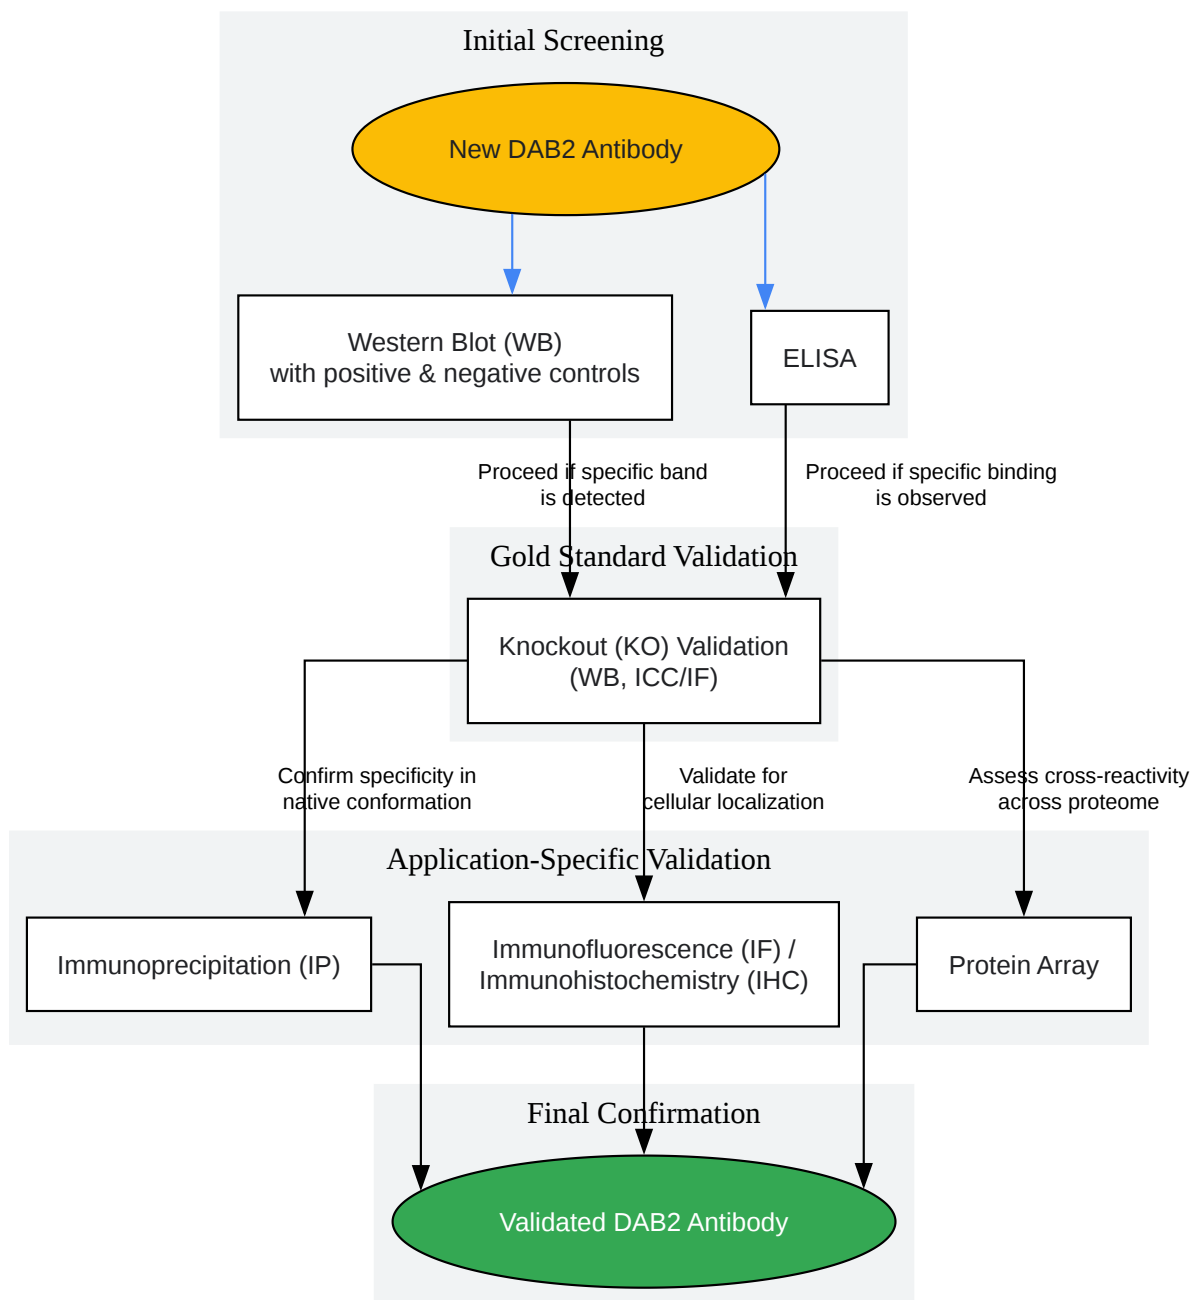 Initial Screening
New DAB2 Antibody
Western Blot (WB)
with positive & negative controls
ELISA
Proceed if specific band
is detected
Proceed if specific binding
is observed
Gold Standard Validation
Knockout (KO) Validation
(WB, ICC/IF)
Confirm specificity in
native conformation
Validate for
cellular localization
Assess cross-reactivity
across proteome
Application-Specific Validation
Immunoprecipitation (IP)
Immunofluorescence (IF) /
Immunohistochemistry (IHC)
Protein Array
Final Confirmation
Validated DAB2 Antibody